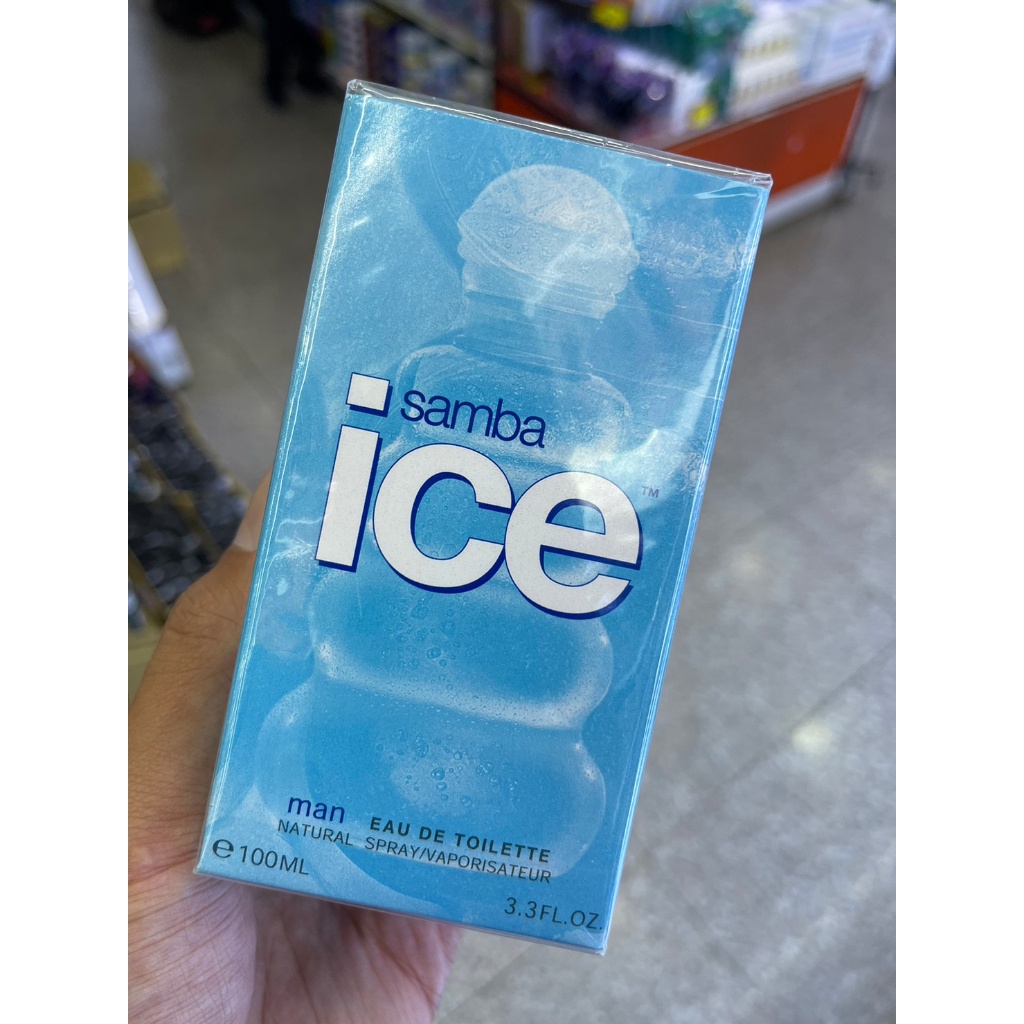 samba
ice™
man EAU DE TOILETTE
NATURAL SPRAY/VAPORISATEUR
℮ 100ML
3.3FL.OZ.